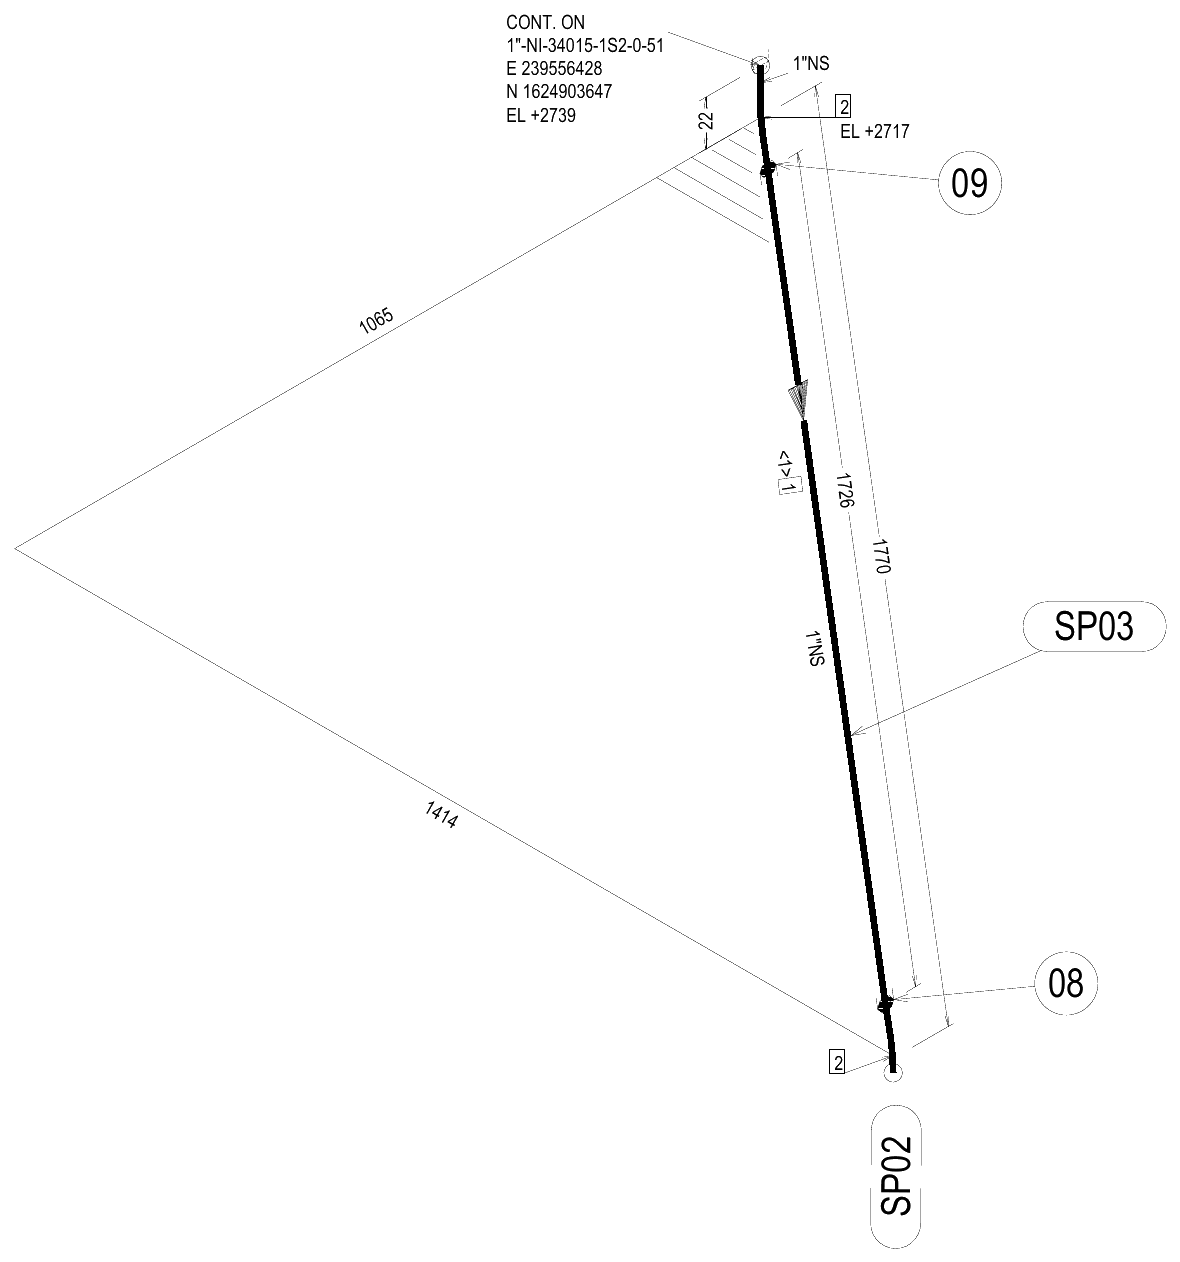 CONT. ON
1"-NI-34015-1S2-0-51
E 239556428
N 1624903647
EL +2739
1"NS
2
EL +2717
22
09
1065
<1>
1
1726
1770
SP03
1"NS
1414
08
2
SP02